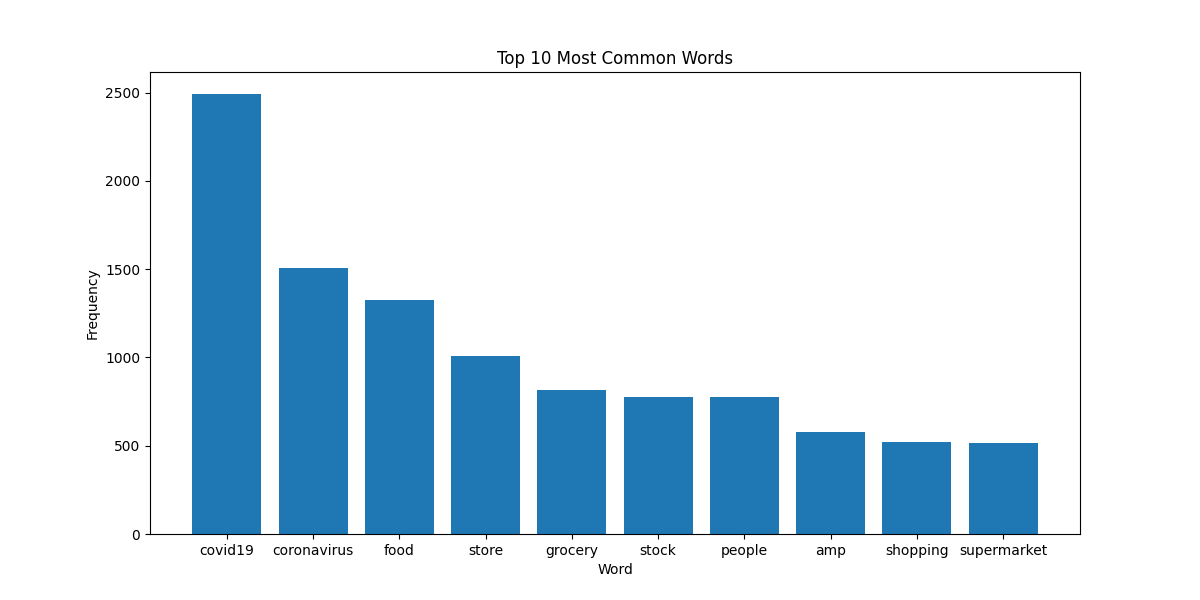 Top 10 Most Common Words
Frequency
2500
2000
1500
1000
500
0
covid19 coronavirus food store grocery stock people amp shopping supermarket
Word